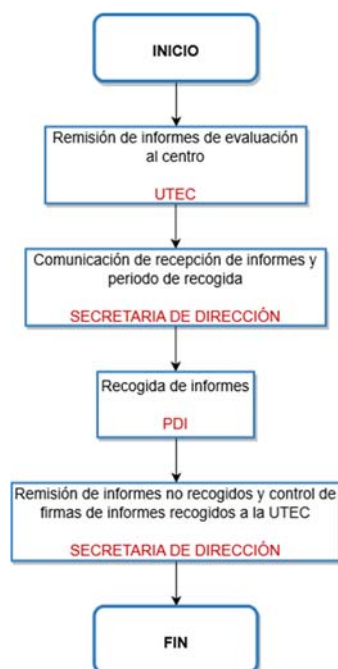 INICIO
Remisión de informes de evaluación
al centro
UTEC
Comunicación de recepción de informes y
periodo de recogida
SECRETARIA DE DIRECCIÓN
Recogida de informes
PDI
Remisión de informes no recogidos y control de
firmas de informes recogidos a la UTEC
SECRETARIA DE DIRECCIÓN
FIN